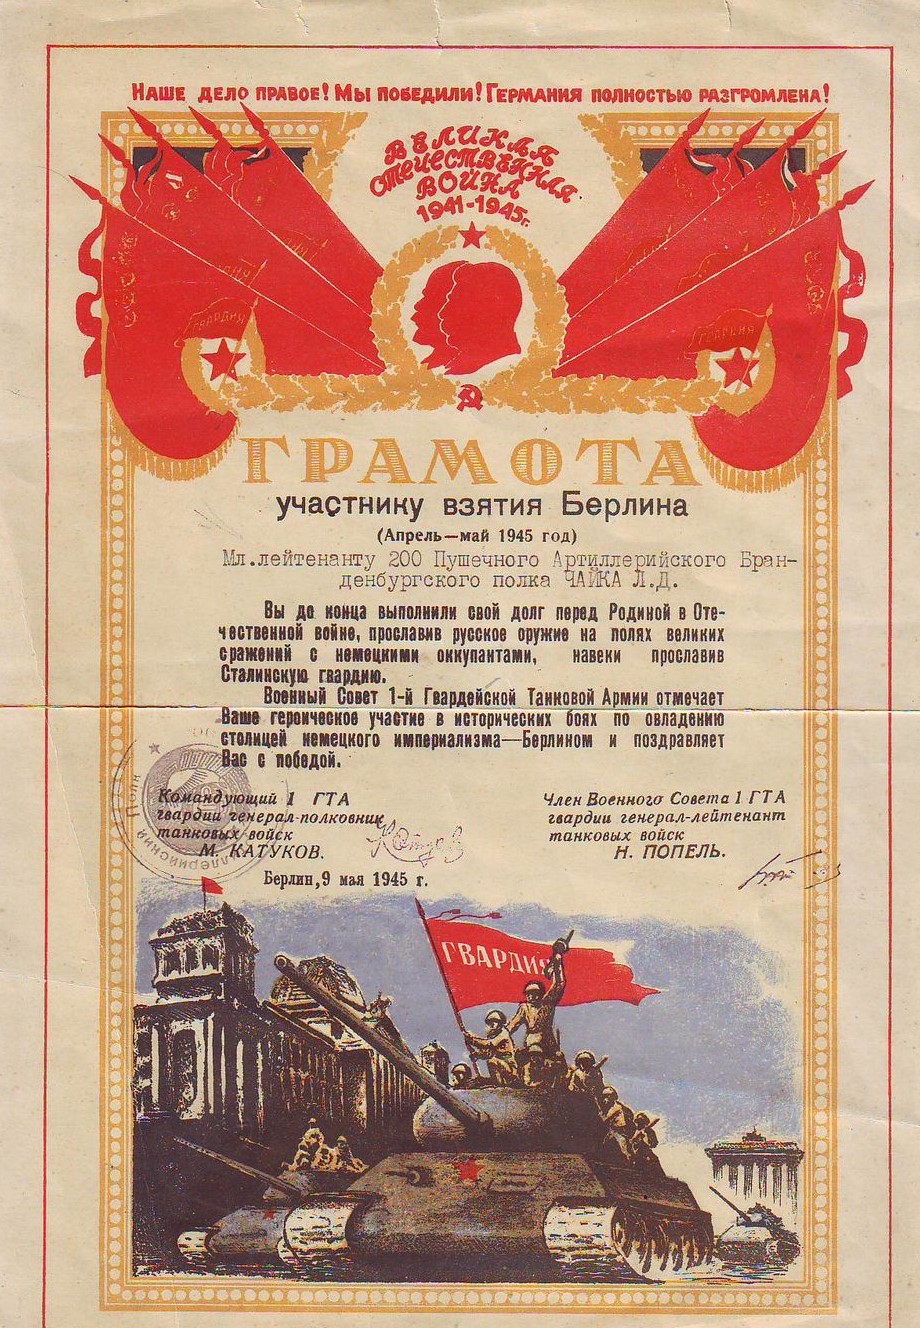 Наше дело правое! Мы победили! Германия полностью разгромлена!
ВЕЛИКАЯ
ОТЕЧЕСТВЕННАЯ
ВОЙНА
1941-1945г.
ГВАРДИЯ
ГВАРДИЯ
ГРАМОТА
участнику взятия Берлина
(Апрель—май 1945 год)
Мл.лейтенанту 200 Пушечного Артиллерийского Бран-
денбургского полка ЧАЙКА Л.Д.
Вы до конца выполнили свой долг перед Родиной в Оте-
чественной войне, прославив русское оружие на полях великих
сражений с немецкими оккупантами, навеки прославив
Сталинскую гвардию.
Военный Совет 1-й Гвардейской Танковой Армии отмечает
Ваше героическое участие в исторических боях по овладению
столицей немецкого империализма—Берлином и поздравляет
Вас с победой.
Командующий 1 ГТА
гвардии генерал-полковник
танковых войск
М. КАТУКОВ.
Член Военного Совета 1 ГТА
гвардии генерал-лейтенант
танковых войск
Н. ПОПЕЛЬ.
Берлин, 9 мая 1945 г.
ГВАРДИЯ